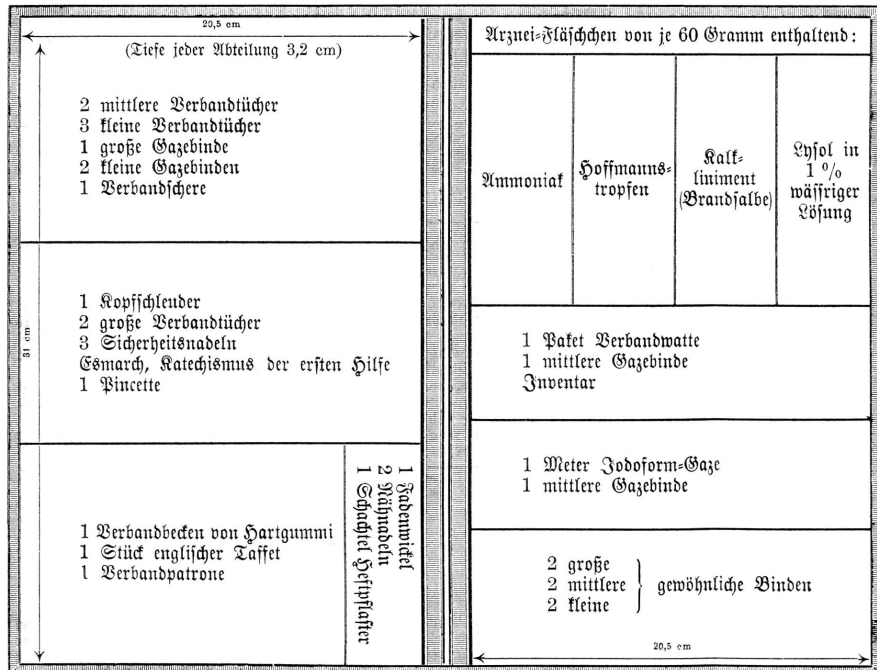 20,5 cm
(Tiefe jeder Abteilung 3,2 cm)
2 mittlere Verbandtücher
3 kleine Verbandtücher
1 große Gazebinde
2 kleine Gazebinden
1 Verbandschere
31 cm
1 Kopfschleuder
2 große Verbandtücher
3 Sicherheitsnadeln
Esmarch, Katechismus der ersten Hilfe
1 Pincette
1 Verbandbecken von Hartgummi
1 Stück englischer Taffet
1 Verbandpatrone
1 Fadenwickel
2 Nähnadeln
1 Schachtel Heftpflaster
Arznei-Fläschchen von je 60 Gramm enthaltend:
Ammoniak
Hoffmanns-
tropfen
Kalk-
liniment
(Brandsalbe)
Lysol in
1 %
wässriger
Lösung
1 Paket Verbandwatte
1 mittlere Gazebinde
Inventar
1 Meter Jodoform-Gaze
1 mittlere Gazebinde
2 große
2 mittlere } gewöhnliche Binden
2 kleine
20,5 cm